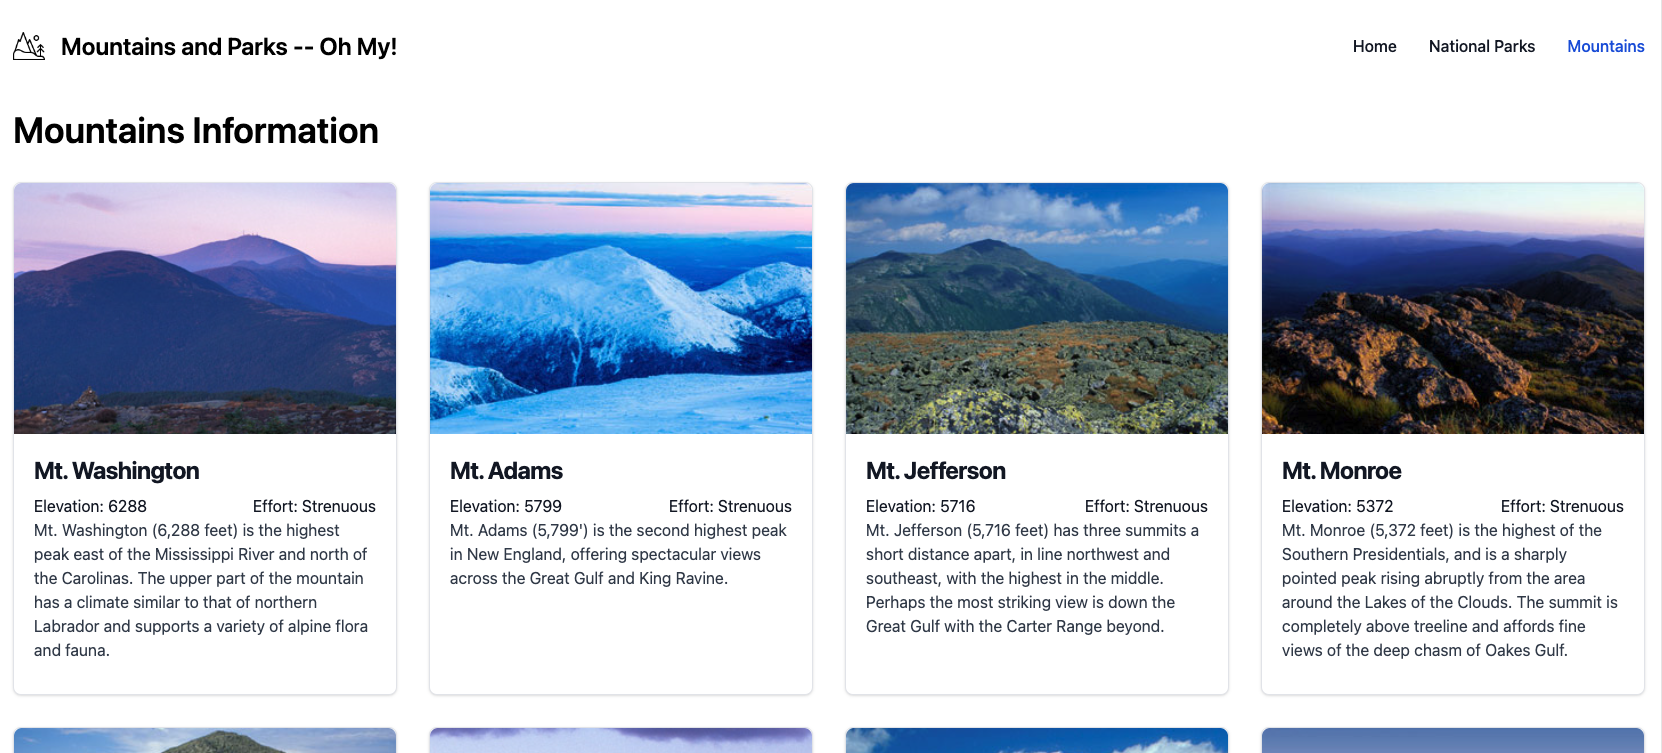 Mountains and Parks -- Oh My!
Home
National Parks
Mountains
Mountains Information
Mt. Washington
Elevation: 6288
Effort: Strenuous
Mt. Washington (6,288 feet) is the highest
peak east of the Mississippi River and north of
the Carolinas. The upper part of the mountain
has a climate similar to that of northern
Labrador and supports a variety of alpine flora
and fauna.
Mt. Adams
Elevation: 5799
Effort: Strenuous
Mt. Adams (5,799') is the second highest peak
in New England, offering spectacular views
across the Great Gulf and King Ravine.
Mt. Jefferson
Elevation: 5716
Effort: Strenuous
Mt. Jefferson (5,716 feet) has three summits a
short distance apart, in line northwest and
southeast, with the highest in the middle.
Perhaps the most striking view is down the
Great Gulf with the Carter Range beyond.
Mt. Monroe
Elevation: 5372
Effort: Strenuous
Mt. Monroe (5,372 feet) is the highest of the
Southern Presidentials, and is a sharply
pointed peak rising abruptly from the area
around the Lakes of the Clouds. The summit is
completely above treeline and affords fine
views of the deep chasm of Oakes Gulf.